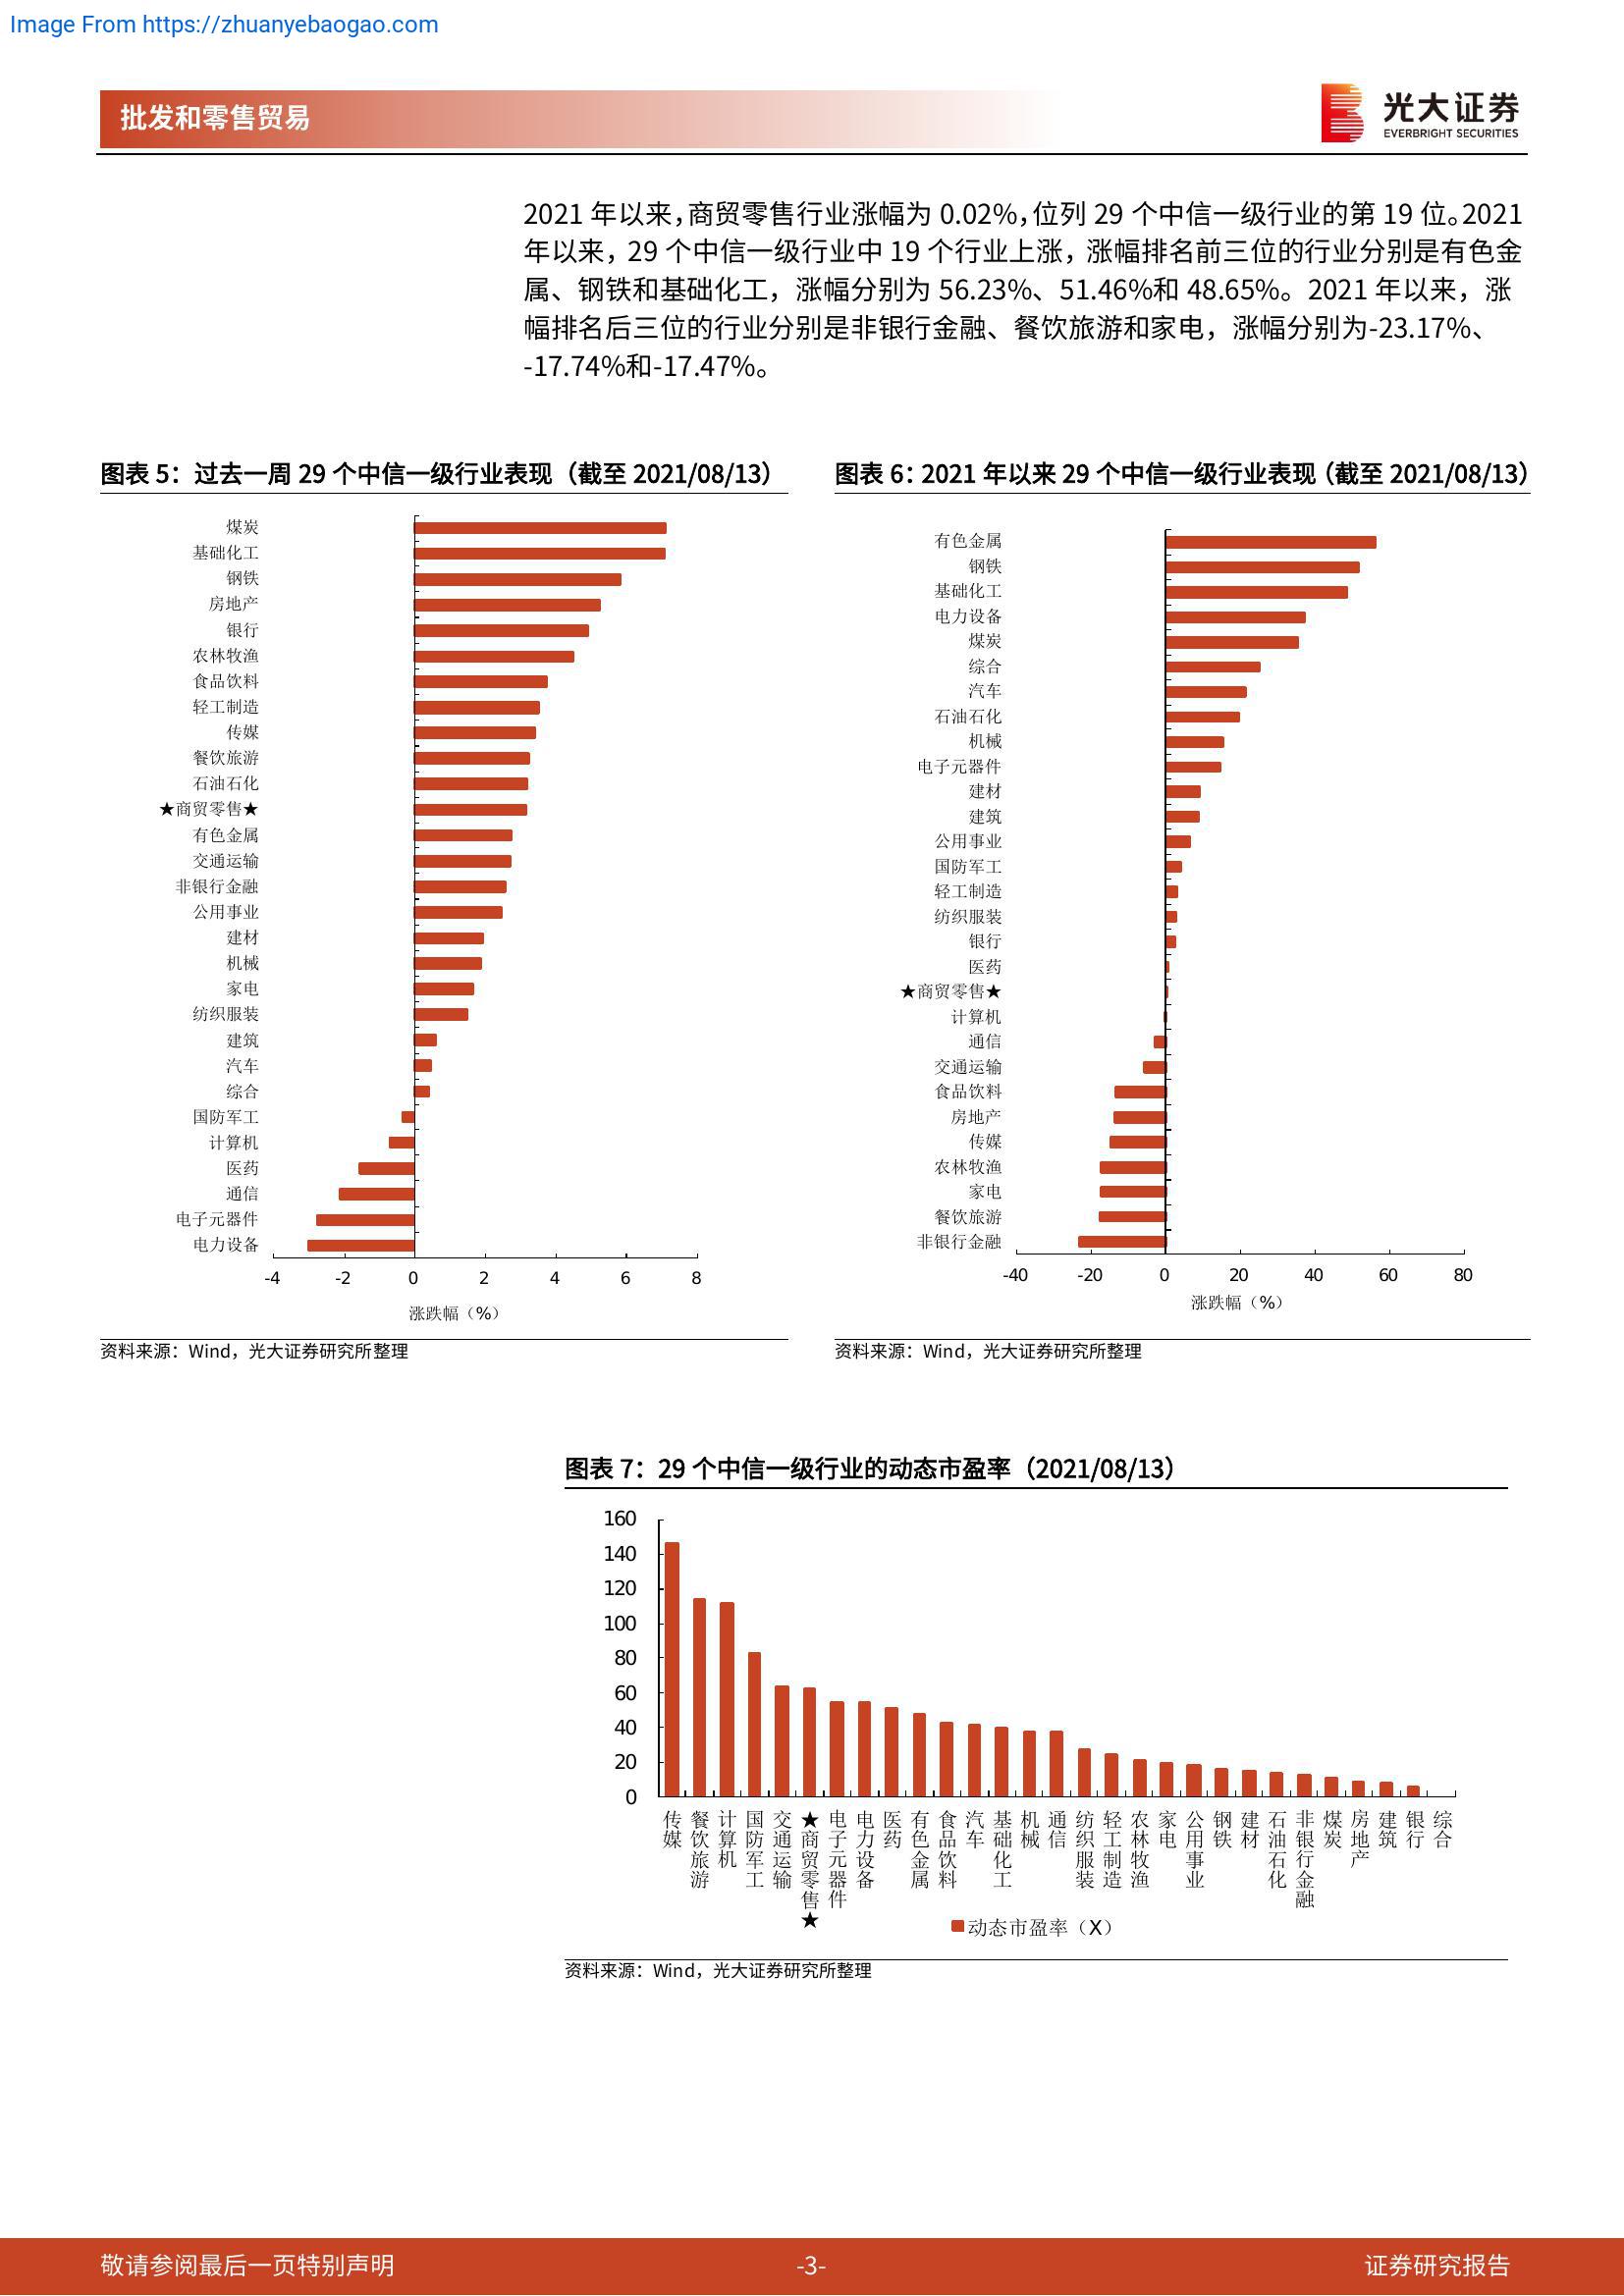 Image From https://zhuanyebaogao.com
批发和零售贸易
光大证券
EVERBRIGHT SECURITIES
2021 年以来，商贸零售行业涨幅为 0.02%，位列 29 个中信一级行业的第 19 位。2021
年以来，29 个中信一级行业中 19 个行业上涨，涨幅排名前三位的行业分别是有色金
属、钢铁和基础化工，涨幅分别为 56.23%、51.46%和 48.65%。2021 年以来，涨
幅排名后三位的行业分别是非银行金融、餐饮旅游和家电，涨幅分别为-23.17%、
-17.74%和-17.47%。
图表 5：过去一周 29 个中信一级行业表现（截至 2021/08/13）
煤炭
基础化工
钢铁
房地产
银行
农林牧渔
食品饮料
轻工制造
传媒
餐饮旅游
石油石化
★商贸零售★
有色金属
交通运输
非银行金融
公用事业
建材
机械
家电
纺织服装
建筑
汽车
综合
国防军工
计算机
医药
通信
电子元器件
电力设备
-4 -2 0 2 4 6 8
涨跌幅（%）
资料来源：Wind，光大证券研究所整理
图表 6：2021 年以来 29 个中信一级行业表现（截至 2021/08/13）
有色金属
钢铁
基础化工
电力设备
煤炭
综合
汽车
石油石化
机械
电子元器件
建材
建筑
公用事业
国防军工
轻工制造
纺织服装
银行
医药
★商贸零售★
计算机
通信
交通运输
食品饮料
房地产
传媒
农林牧渔
家电
餐饮旅游
非银行金融
-40 -20 0 20 40 60 80
涨跌幅（%）
资料来源：Wind，光大证券研究所整理
图表 7：29 个中信一级行业的动态市盈率（2021/08/13）
160
140
120
100
80
60
40
20
0
传媒
餐饮旅游
计算机
国防军工
交通运输
★商贸零售★
电子元器件
电力设备
医药
有色金属
食品饮料
汽车
基础化工
机械
通信
纺织服装
轻工制造
农林牧渔
家电
公用事业
钢铁
建材
石油石化
非银行金融
煤炭
房地产
建筑
银行
综合
动态市盈率（X）
资料来源：Wind，光大证券研究所整理
敬请参阅最后一页特别声明
-3-
证券研究报告